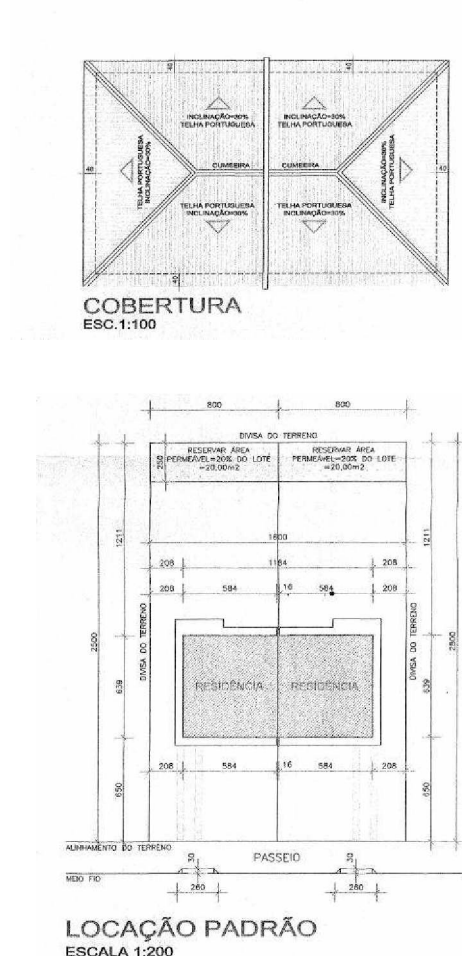 40
40
INCLINAÇÃO=30%
TELHA PORTUGUESA
INCLINAÇÃO=30%
TELHA PORTUGUESA
40
TELHA PORTUGUESA
INCLINAÇÃO=30%
CUMEEIRA
CUMEEIRA
INCLINAÇÃO=30%
TELHA PORTUGUESA
40
TELHA PORTUGUESA
INCLINAÇÃO=30%
TELHA PORTUGUESA
INCLINAÇÃO=30%
40
COBERTURA
ESC.1:100
800
800
DIVISA DO TERRENO
RESERVAR ÁREA
PERMEÁVEL=20% DO LOTE
=20,00m2
RESERVAR ÁREA
PERMEÁVEL=20% DO LOTE
=20,00m2
250
1211
1211
1600
208
1184
208
208
584
16
584
208
2500
DIVISA DO TERRENO
DIVISA DO TERRENO
2500
639
RESIDÊNCIA
RESIDÊNCIA
639
208
584
16
584
208
650
650
ALINHAMENTO DO TERRENO
30
PASSEIO
30
MEIO FIO
260
260
LOCAÇÃO PADRÃO
ESCALA 1:200